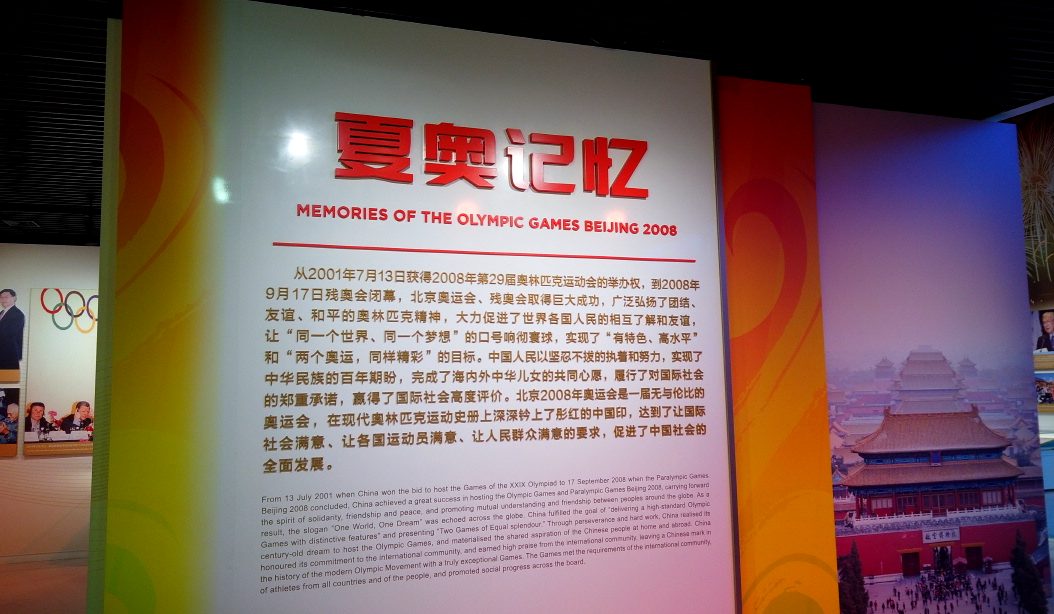 夏奥记忆
MEMORIES OF THE OLYMPIC GAMES BEIJING 2008
从2001年7月13日获得2008年第29届奥林匹克运动会的举办权，到2008年
9月17日残奥会闭幕，北京奥运会、残奥会取得巨大成功，广泛弘扬了团结、
友谊、和平的奥林匹克精神，大力促进了世界各国人民的相互了解和友谊，
让“同一个世界、同一个梦想”的口号响彻寰球，实现了“有特色、高水平”
和“两个奥运，同样精彩”的目标。中国人民以坚忍不拔的执着和努力，实现了
中华民族的百年期盼，完成了海内外中华儿女的共同心愿，履行了对国际社会
的郑重承诺，赢得了国际社会高度评价。北京2008年奥运会是一届无与伦比的
奥运会，在现代奥林匹克运动史册上深深钤上了彤红的中国印，达到了让国际
社会满意、让各国运动员满意、让人民群众满意的要求，促进了中国社会的
全面发展。
From 13 July 2001 when China won the bid to host the Games of the XXIX Olympiad to 17 September 2008 when the Paralympic Games
Beijing 2008 concluded, China achieved a great success in hosting the Olympic Games and Paralympic Games Beijing 2008, carrying forward
the spirit of solidarity, friendship and peace, and promoting mutual understanding and friendship between peoples around the globe. As a
result, the slogan "One World, One Dream" was echoed across the globe. China fulfilled the goal of "delivering a high-standard Olympic
Games with distinctive features" and presenting "Two Games of Equal splendour." Through perseverance and hard work, China realised its
century-old dream to host the Olympic Games, and materialised the shared aspiration of the Chinese people at home and abroad. China
honoured its commitment to the international community, and earned high praise from the international community, leaving a Chinese mark in
the history of the modern Olympic Movement with a truly exceptional Games. The Games met the requirements of the international community,
of athletes from all countries and of the people, and promoted social progress across the board.
故宫博物院